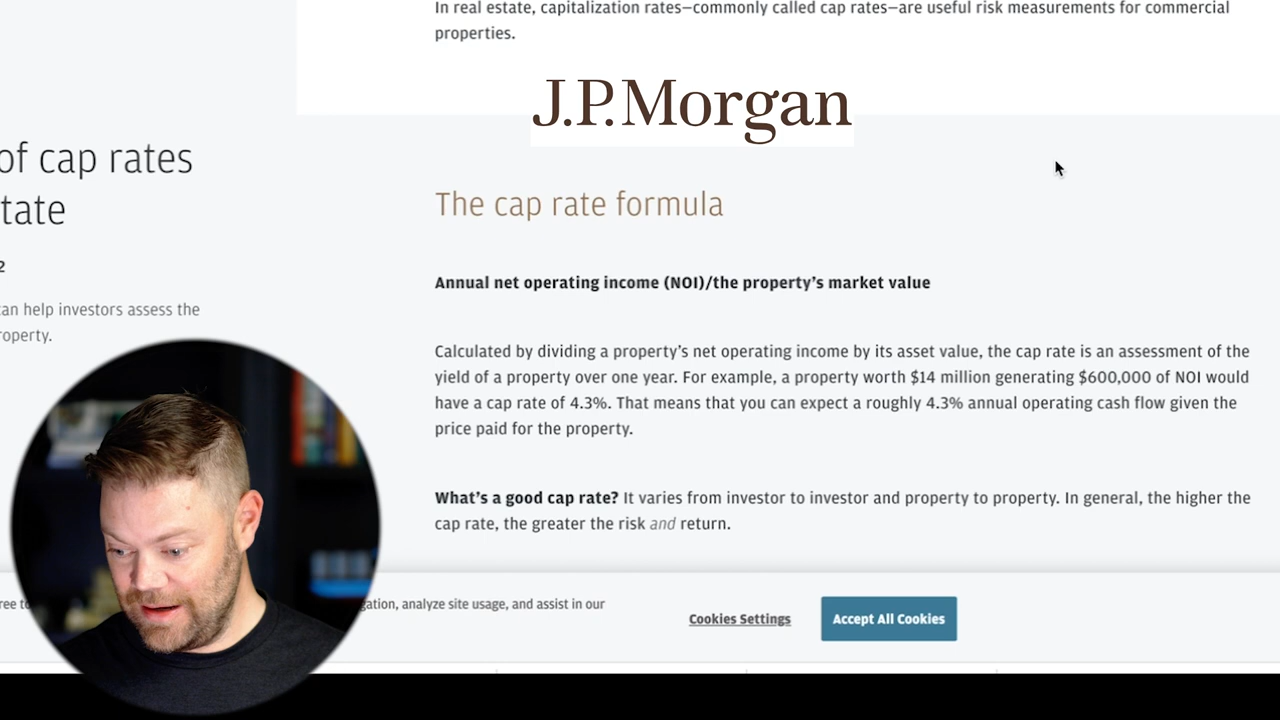 In real estate, capitalization rates—commonly called cap rates—are useful risk measurements for commercial
properties.
J.P.Morgan
of cap rates
tate
2
an help investors assess the
roperty.
The cap rate formula
Annual net operating income (NOI)/the property's market value
Calculated by dividing a property's net operating income by its asset value, the cap rate is an assessment of the
yield of a property over one year. For example, a property worth $14 million generating $600,000 of NOI would
have a cap rate of 4.3%. That means that you can expect a roughly 4.3% annual operating cash flow given the
price paid for the property.
What's a good cap rate? It varies from investor to investor and property to property. In general, the higher the
cap rate, the greater the risk and return.
ree to gation, analyze site usage, and assist in our
Cookies Settings
Accept All Cookies